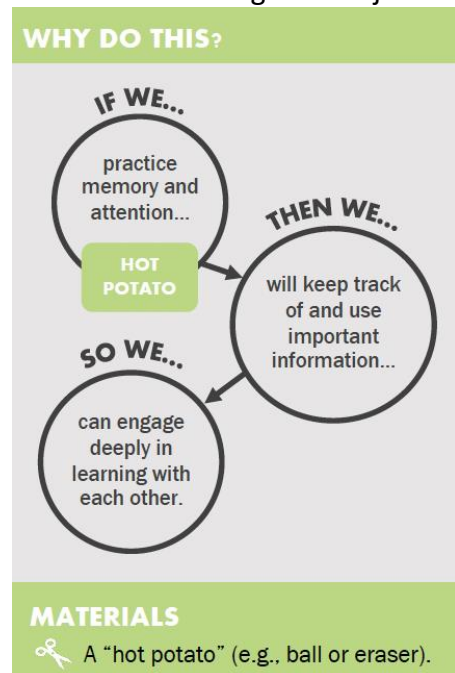 WHY DO THIS?
IF WE...
practice
memory and
attention...
HOT
POTATO
THEN WE...
will keep track
of and use
important
information...
SO WE...
can engage
deeply in
learning with
each other.
MATERIALS
A “hot potato” (e.g., ball or eraser).